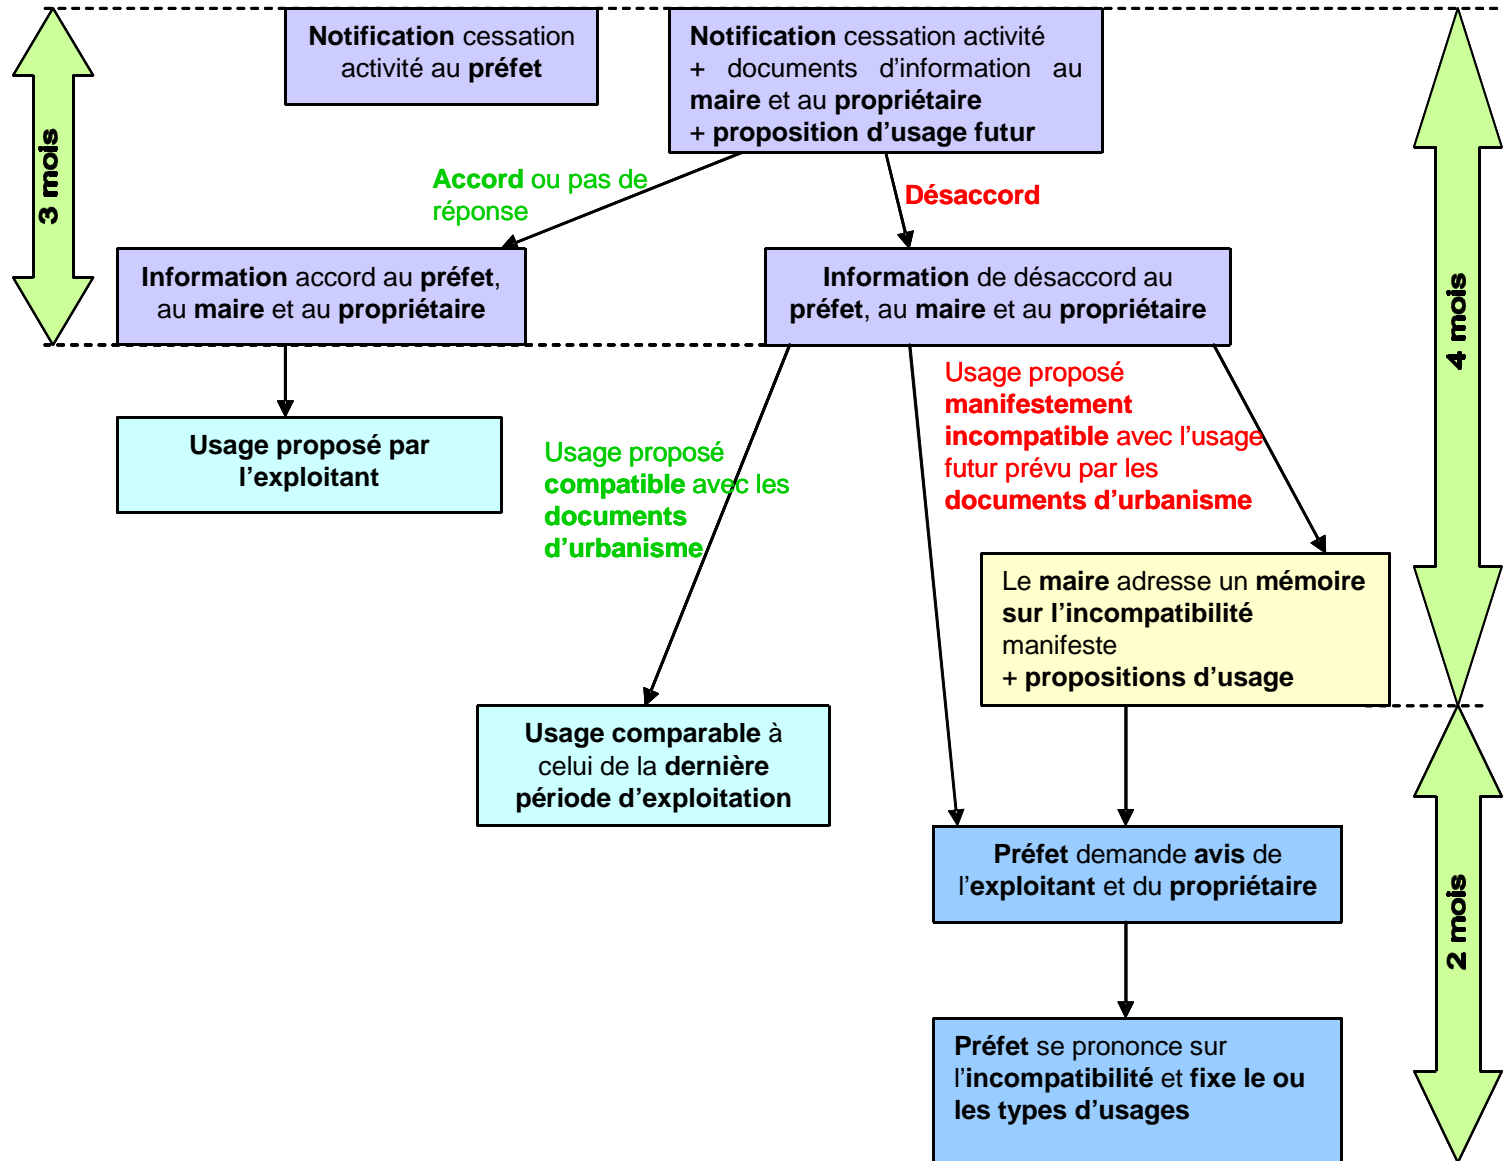 Notification cessation
activité au préfet
Notification cessation activité
+ documents d'information au
maire et au propriétaire
+ proposition d'usage futur
3 mois
4 mois
Accord ou pas de
réponse
Désaccord
Information accord au préfet,
au maire et au propriétaire
Information de désaccord au
préfet, au maire et au propriétaire
Usage proposé par
l'exploitant
Usage proposé
compatible avec les
documents
d'urbanisme
Usage proposé
manifestement
incompatible avec l'usage
futur prévu par les
documents d'urbanisme
Le maire adresse un mémoire
sur l'incompatibilité
manifeste
+ propositions d'usage
Usage comparable à
celui de la dernière
période d'exploitation
2 mois
Préfet demande avis de
l'exploitant et du propriétaire
Préfet se prononce sur
l'incompatibilité et fixe le ou
les types d'usages